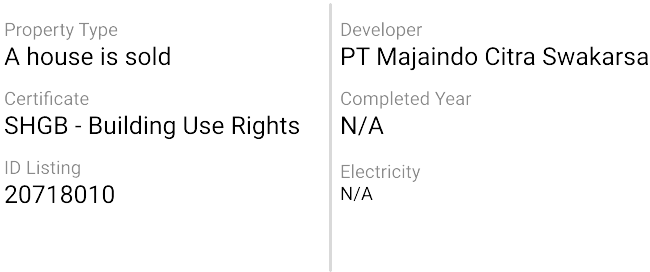 Property Type
A house is sold
Certificate
SHGB - Building Use Rights
ID Listing
20718010
Developer
PT Majaindo Citra Swakarsa
Completed Year
N/A
Electricity
N/A